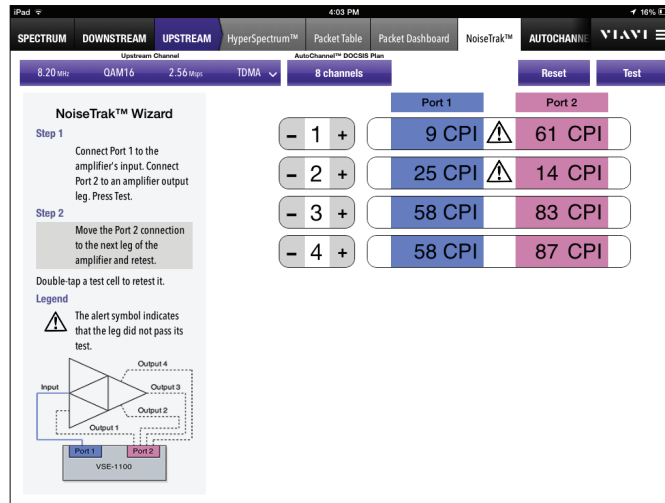 iPad 4:03 PM 16%
SPECTRUM DOWNSTREAM UPSTREAM HyperSpectrum™ Packet Table Packet Dashboard NoiseTrak™ AUTOCHANNE VIAVI
Upstream Channel AutoChannel™ DOCSIS Plan
8.20 MHz QAM16 2.56 Msps TDMA 8 channels Reset Test
NoiseTrak™ Wizard
Step 1
Connect Port 1 to the
amplifier's input. Connect
Port 2 to an amplifier output
leg. Press Test.
Step 2
Move the Port 2 connection
to the next leg of the
amplifier and retest.
Double-tap a test cell to retest it.
Legend
The alert symbol indicates
that the leg did not pass its
test.
Output 4
Input Output 3
Output 2
Output 1
Port 1 Port 2
VSE-1100
Port 1 Port 2
- 1 + 9 CPI 61 CPI
- 2 + 25 CPI 14 CPI
- 3 + 58 CPI 83 CPI
- 4 + 58 CPI 87 CPI